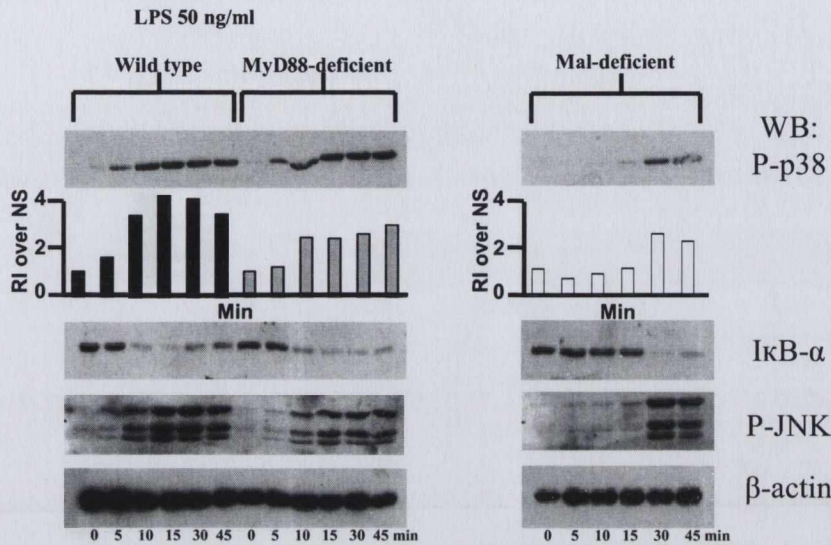 LPS 50 ng/ml
Wild type MyD88-deficient Mal-deficient
WB:
P-p38
RI over NS 4 2 0 RI over NS 4 2 0
Min Min
IκB-α
P-JNK
β-actin
0 5 10 15 30 45 0 5 10 15 30 45 min 0 5 10 15 30 45 min